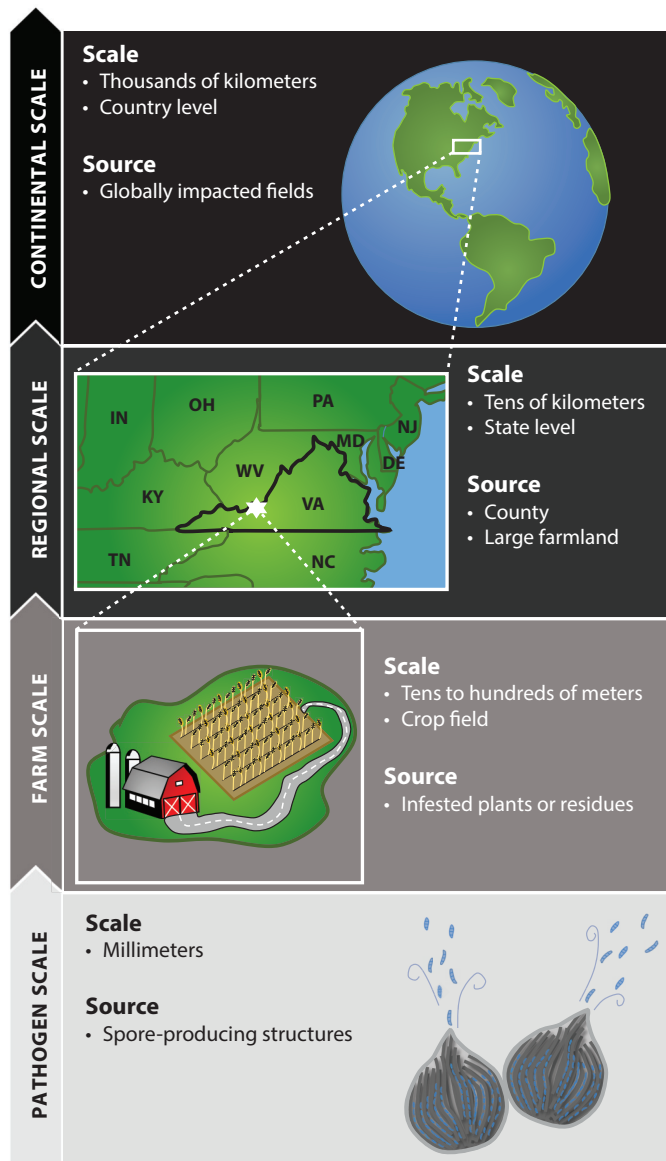 CONTINENTAL SCALE
Scale
• Thousands of kilometers
• Country level
Source
• Globally impacted fields
REGIONAL SCALE
IN
OH
PA
NJ
MD
DE
WV
KY
VA
TN
NC
Scale
• Tens of kilometers
• State level
Source
• County
• Large farmland
FARM SCALE
Scale
• Tens to hundreds of meters
• Crop field
Source
• Infested plants or residues
PATHOGEN SCALE
Scale
• Millimeters
Source
• Spore-producing structures